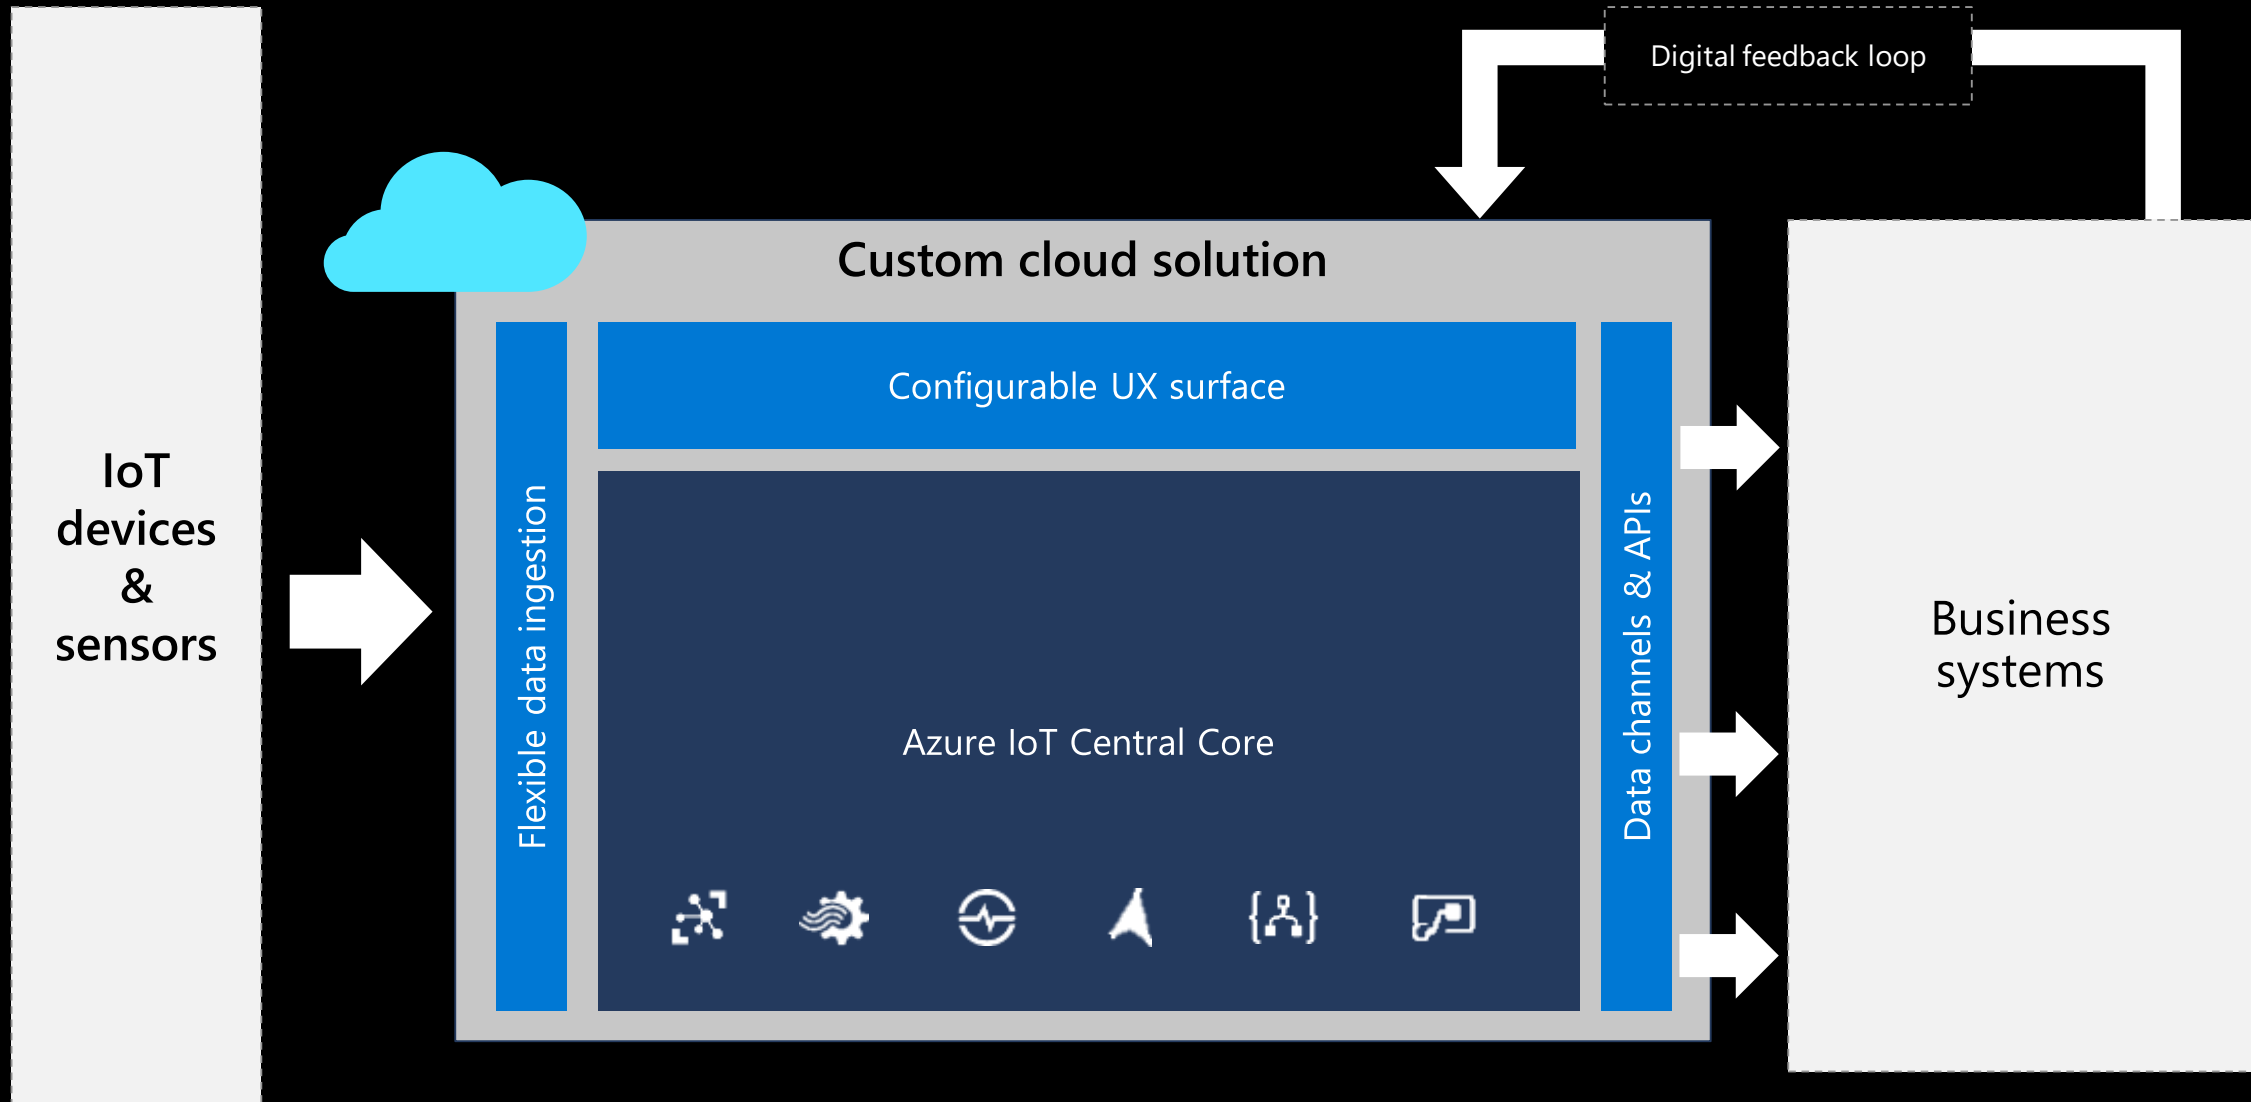 Digital feedback loop
Custom cloud solution
IoT
devices
&
sensors
Flexible data ingestion
Configurable UX surface
Azure IoT Central Core
Data channels & APIs
Business
systems